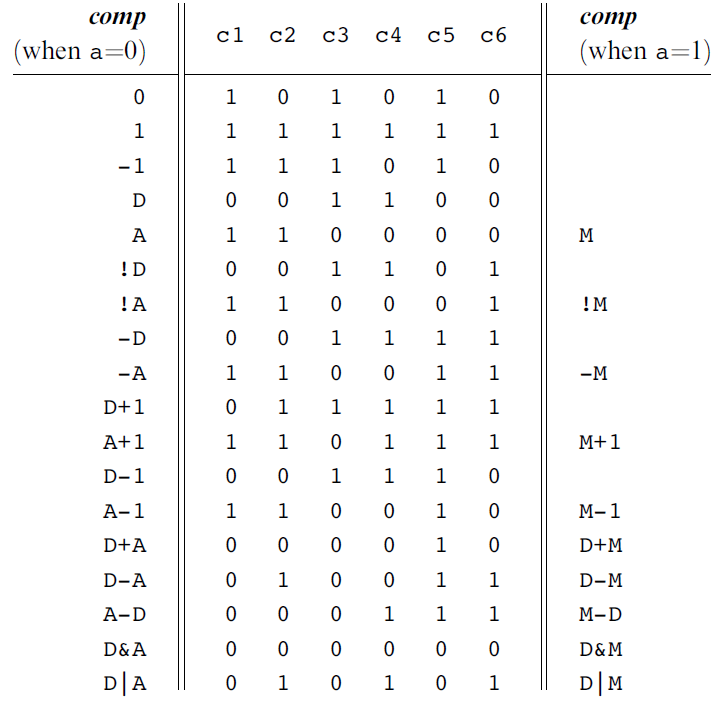 comp c1 c2 c3 c4 c5 c6 comp
(when a=0) (when a=1)
0 1 0 1 0 1 0
1 1 1 1 1 1 1
-1 1 1 1 0 1 0
D 0 0 1 1 0 0
A 1 1 0 0 0 0 M
!D 0 0 1 1 0 1
!A 1 1 0 0 0 1 !M
-D 0 0 1 1 1 1
-A 1 1 0 0 1 1 -M
D+1 0 1 1 1 1 1
A+1 1 1 0 1 1 1 M+1
D-1 0 0 1 1 1 0
A-1 1 1 0 0 1 0 M-1
D+A 0 0 0 0 1 0 D+M
D-A 0 1 0 0 1 1 D-M
A-D 0 0 0 1 1 1 M-D
D&A 0 0 0 0 0 0 D&M
D|A 0 1 0 1 0 1 D|M